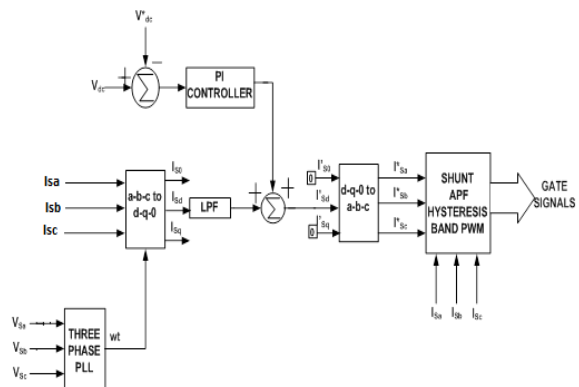 V*dc
Vdc
+
−
Σ
PI
CONTROLLER
Isa
Isb
Isc
a-b-c to
d-q-0
IS0
ISd
ISq
LPF
+
+
Σ
0
I'S0
I'Sd
0
I'Sq
d-q-0 to
a-b-c
I*Sa
I*Sb
I*Sc
SHUNT
APF
HYSTERESIS
BAND PWM
GATE
SIGNALS
ISa
ISb
ISc
VSa
VSb
VSc
THREE
PHASE
PLL
wt